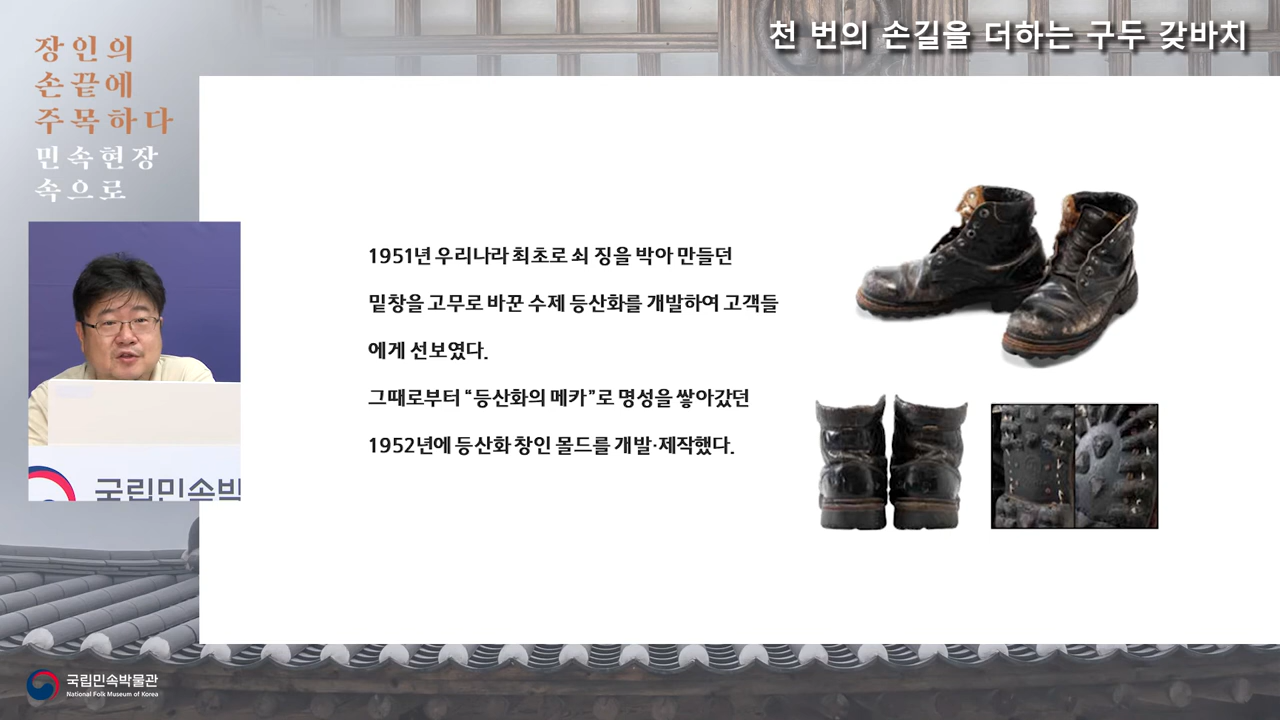 천 번의 손길을 더하는 구두 갖바치
장인의
손끝에
주목하다
민속현장
속으로
1951년 우리나라 최초로 쇠 징을 박아 만들던
밑창을 고무로 바꾼 수제 등산화를 개발하여 고객들
에게 선보였다.
그때로부터 “등산화의 메카”로 명성을 쌓아갔던
1952년에 등산화 창인 몰드를 개발·제작했다.
국립민속박
국립민속박물관
National Folk Museum of Korea